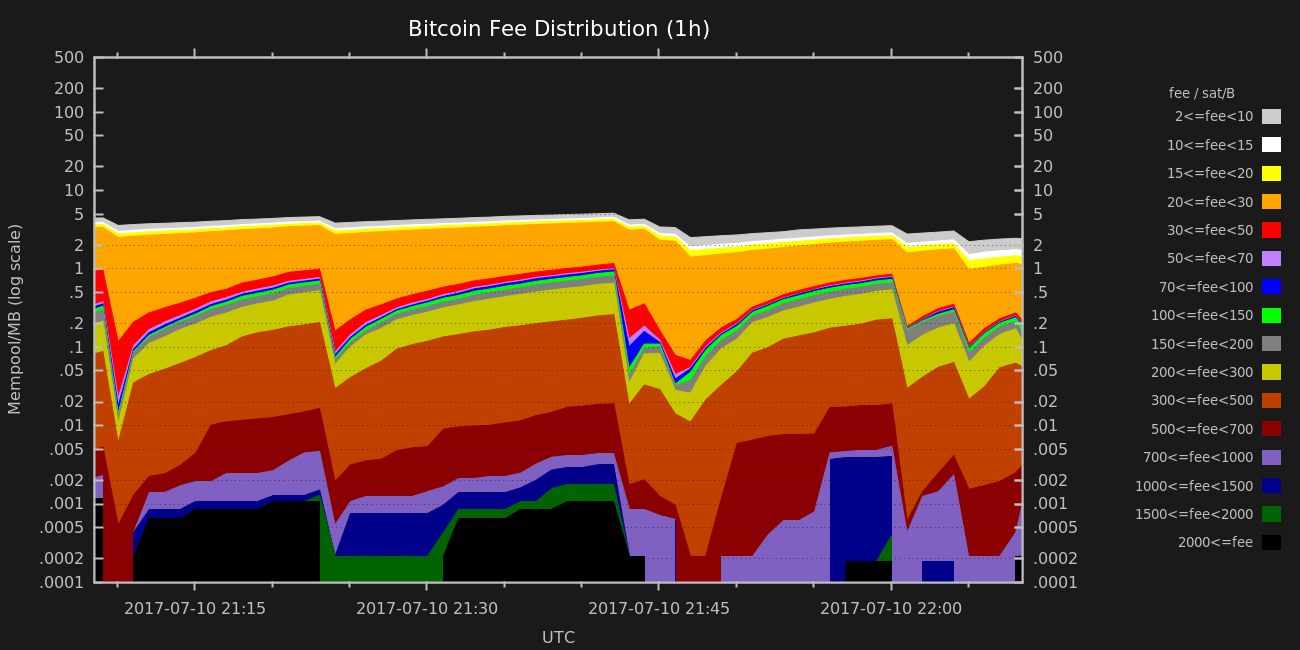 Bitcoin Fee Distribution (1h)
500 500
200 200
100 100
50 50
20 20
10 10
5 5
2 2
1 1
.5 .5
.2 .2
.1 .1
.05 .05
.02 .02
.01 .01
.005 .005
.002 .002
.001 .001
.0005 .0005
.0002 .0002
.0001 .0001
Mempool/MB (log scale)
2017-07-10 21:15 2017-07-10 21:30 2017-07-10 21:45 2017-07-10 22:00
UTC
fee / sat/B
2<=fee<10
10<=fee<15
15<=fee<20
20<=fee<30
30<=fee<50
50<=fee<70
70<=fee<100
100<=fee<150
150<=fee<200
200<=fee<300
300<=fee<500
500<=fee<700
700<=fee<1000
1000<=fee<1500
1500<=fee<2000
2000<=fee